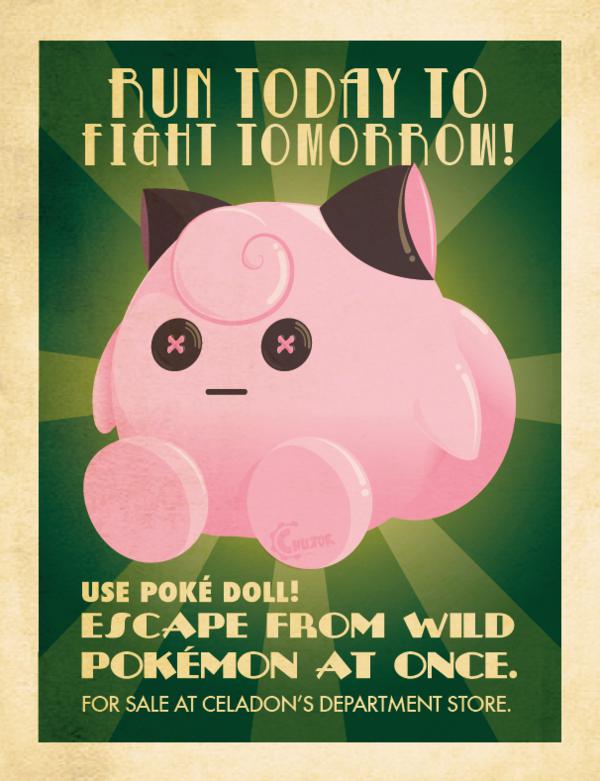 RUN TODAY TO
FIGHT TOMORROW!
CHUJOR
USE POKÉ DOLL!
ESCAPE FROM WILD
POKÉMON AT ONCE.
FOR SALE AT CELADON'S DEPARTMENT STORE.